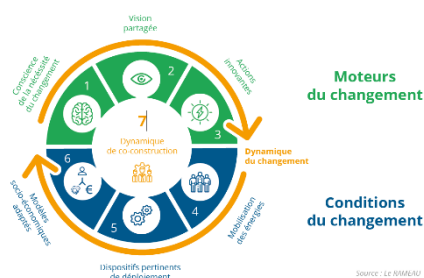 Vision
partagée
Conscience
de la nécessité
du changement
Actions
innovantes
1
2
3
Moteurs
du changement
7
Dynamique
de co-construction
Dynamique
du changement
6
5
4
Modèles
socio-économiques
adaptés
Mobilisation
des énergies
Conditions
du changement
Dispositifs pertinents
de déploiement
Source : Le RAMEAU